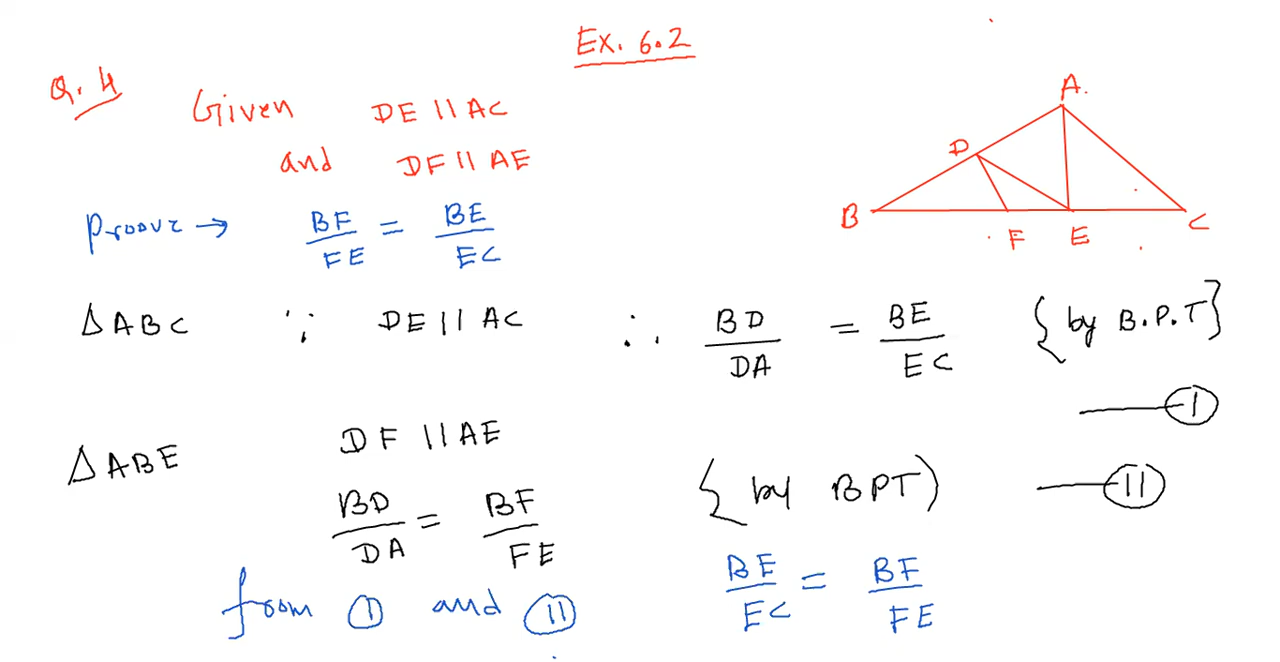 Ex. 6.2
Q. 4 Given DE || AC
and DF || AE
A.
D
B
F E C
Proove → BF/FE = BE/EC
△ABC ∵ DE || AC ∴ BD/DA = BE/EC {by B.P.T}
— (I)
△ABE DF || AE
BD/DA = BF/FE {by BPT) — (II)
from (I) and (II) BE/EC = BF/FE